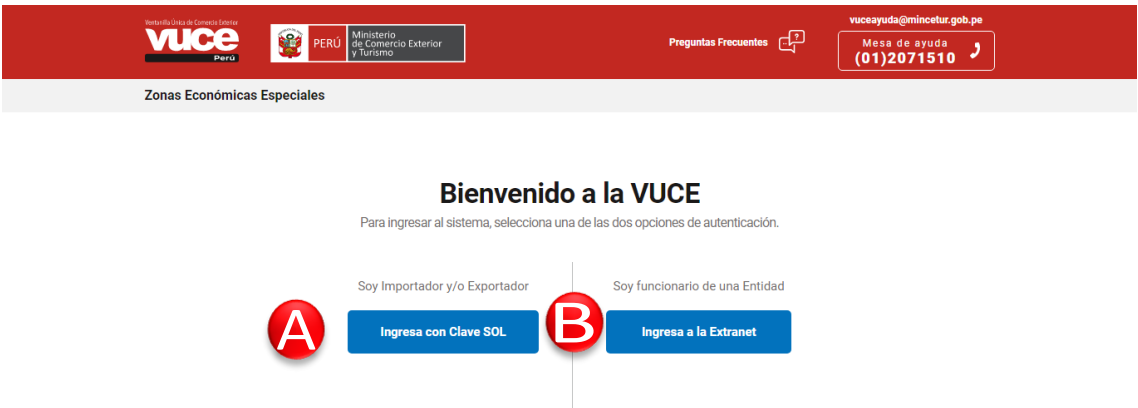 Ventanilla Única de Comercio Exterior
vuce
Perú
PERÚ
Ministerio
de Comercio Exterior
y Turismo
Preguntas Frecuentes
?
vuceayuda@mincetur.gob.pe
Mesa de ayuda
(01)2071510
Zonas Económicas Especiales
Bienvenido a la VUCE
Para ingresar al sistema, selecciona una de las dos opciones de autenticación.
Soy Importador y/o Exportador
A
Ingresa con Clave SOL
Soy funcionario de una Entidad
B
Ingresa a la Extranet